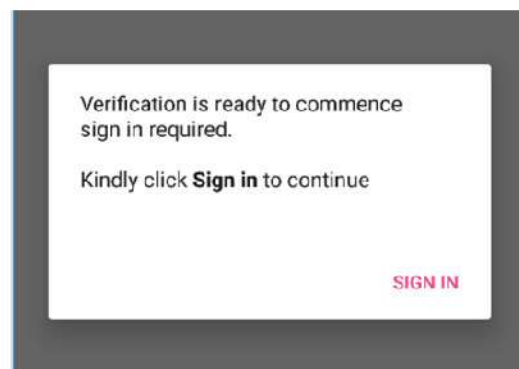 Verification is ready to commence
sign in required.
Kindly click Sign in to continue
SIGN IN